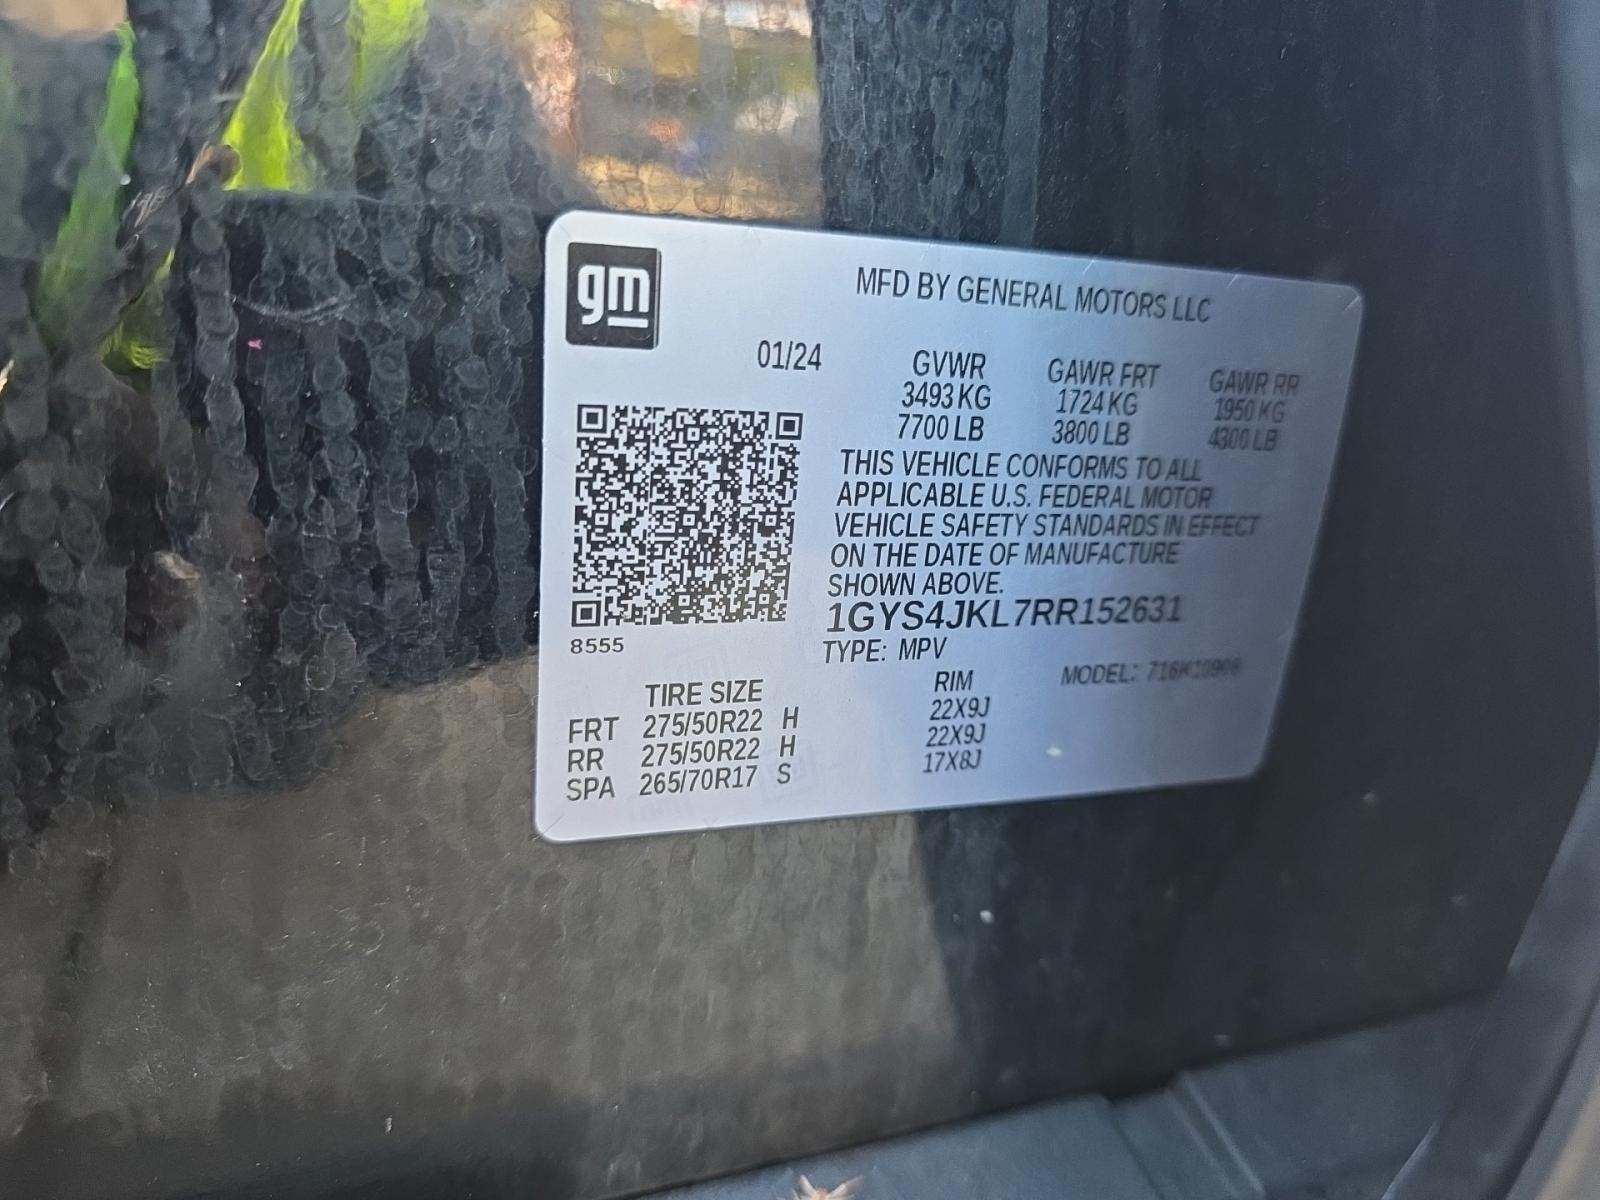 gm
MFD BY GENERAL MOTORS LLC
01/24 GVWR GAWR FRT GAWR RR
3493 KG 1724 KG 1950 KG
7700 LB 3800 LB 4300 LB
THIS VEHICLE CONFORMS TO ALL
APPLICABLE U.S. FEDERAL MOTOR
VEHICLE SAFETY STANDARDS IN EFFECT
ON THE DATE OF MANUFACTURE
SHOWN ABOVE.
1GYS4JKL7RR152631
8555
TYPE: MPV MODEL:
TIRE SIZE RIM
FRT 275/50R22 H 22X9J
RR 275/50R22 H 22X9J
SPA 265/70R17 S 17X8J